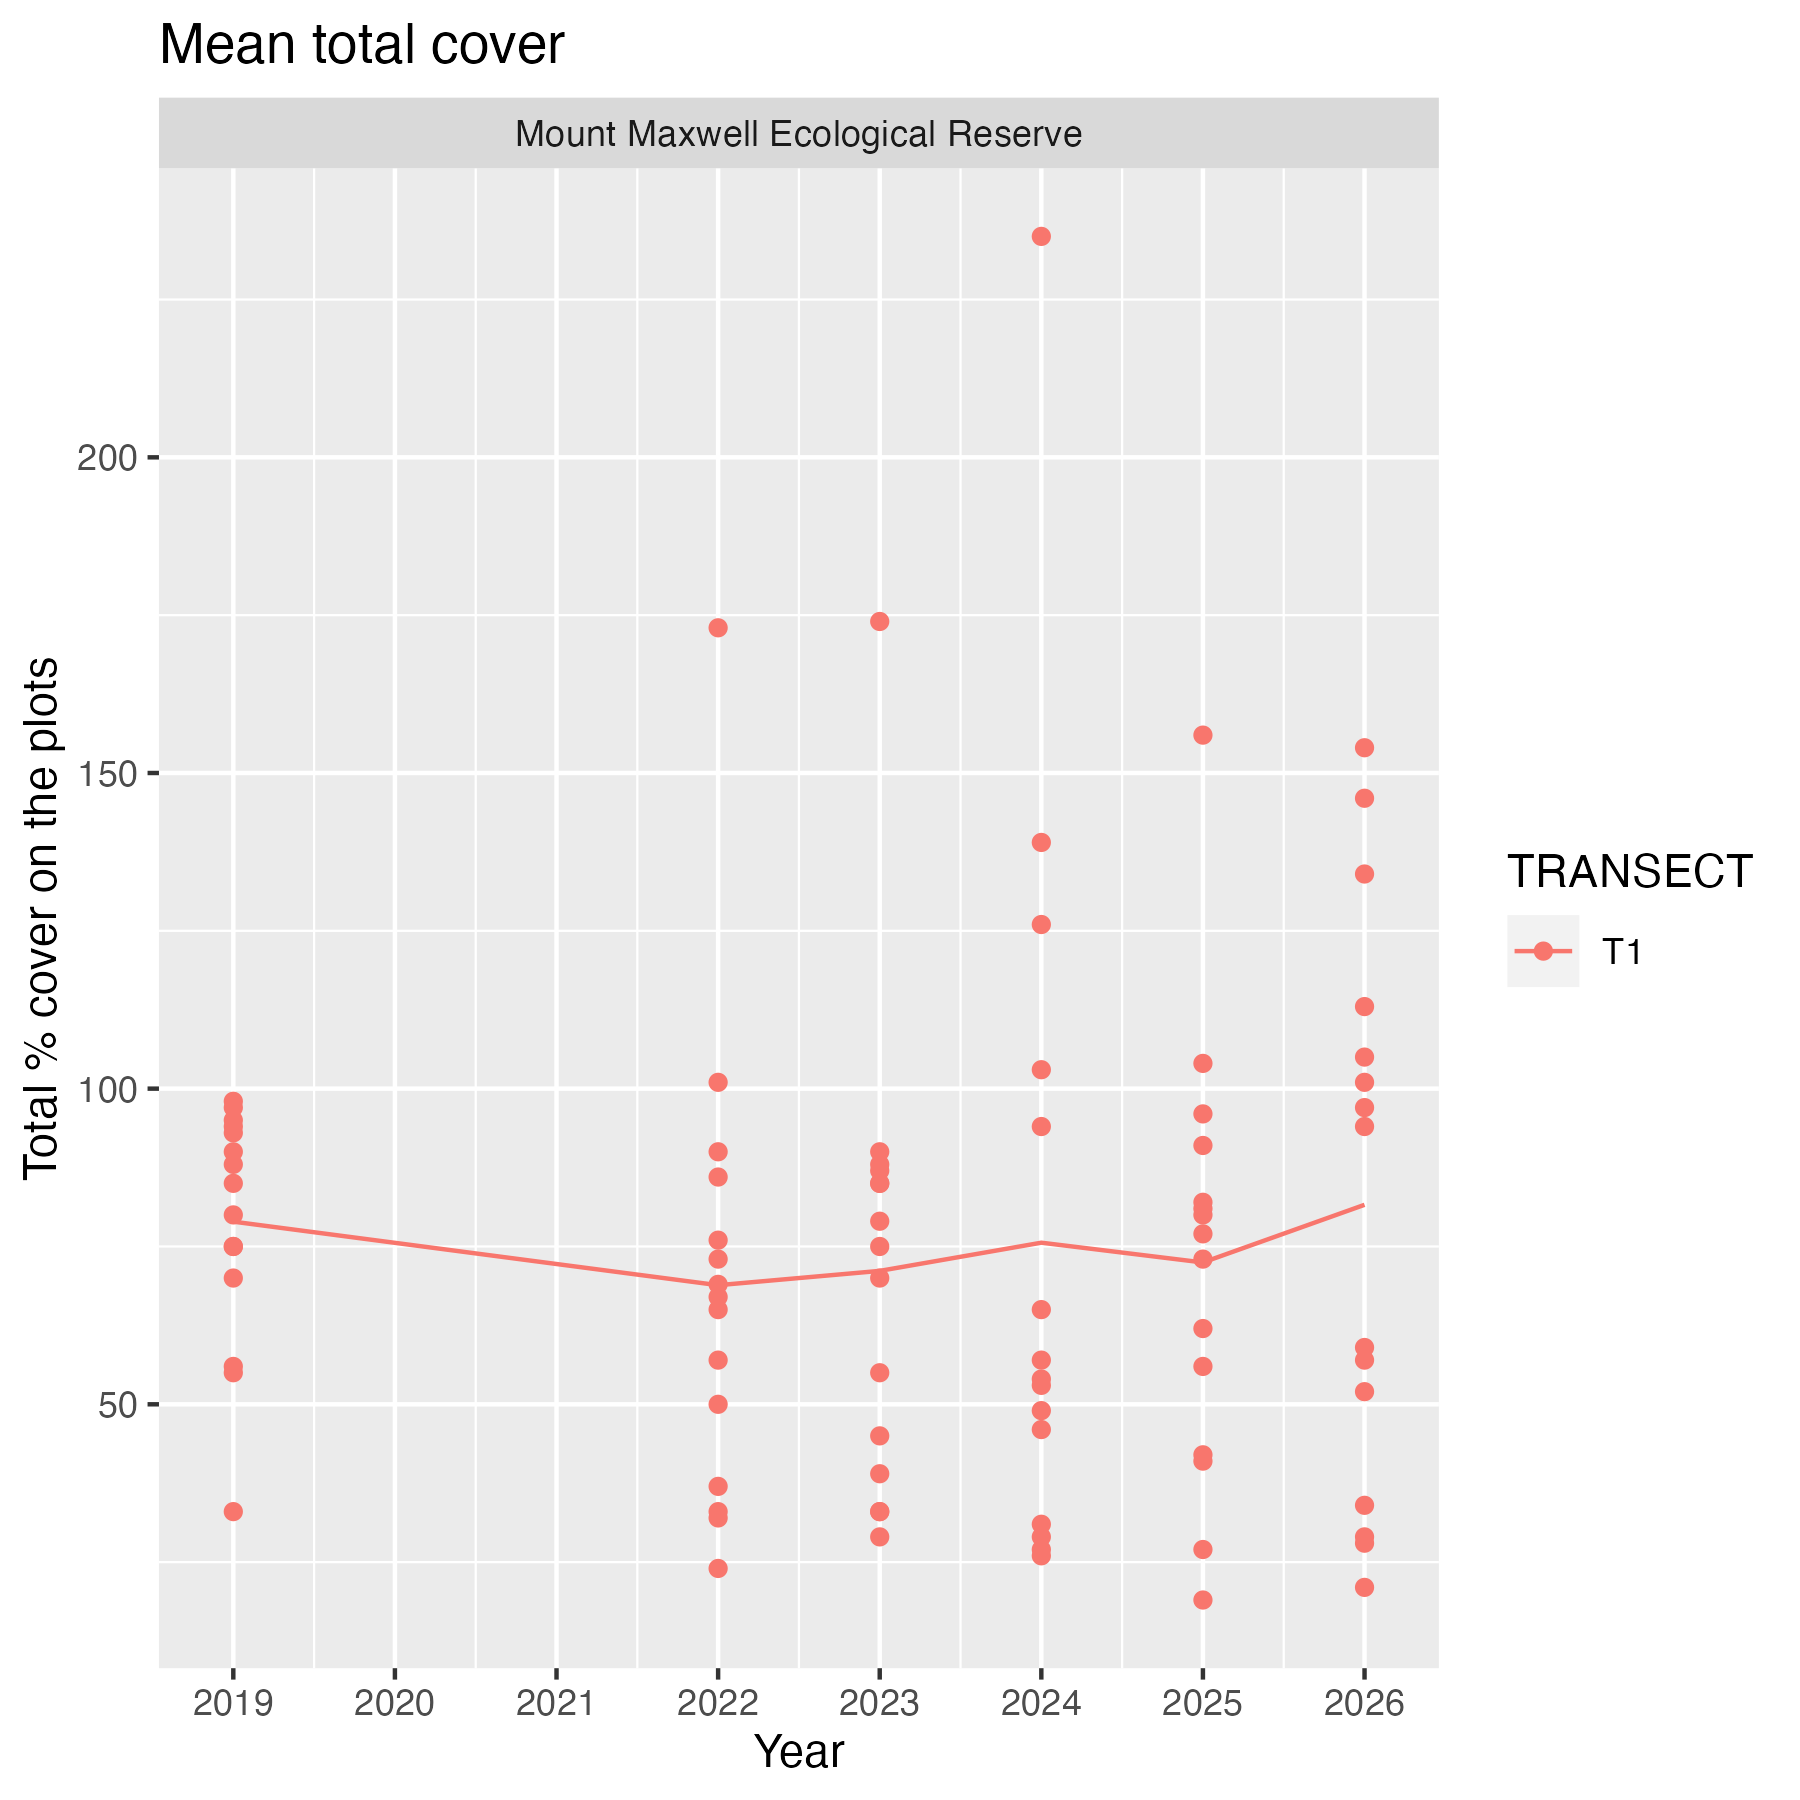 Mean total cover
Mount Maxwell Ecological Reserve
Total % cover on the plots
200
150
100
50
2019 2020 2021 2022 2023 2024 2025 2026
Year
TRANSECT
T1